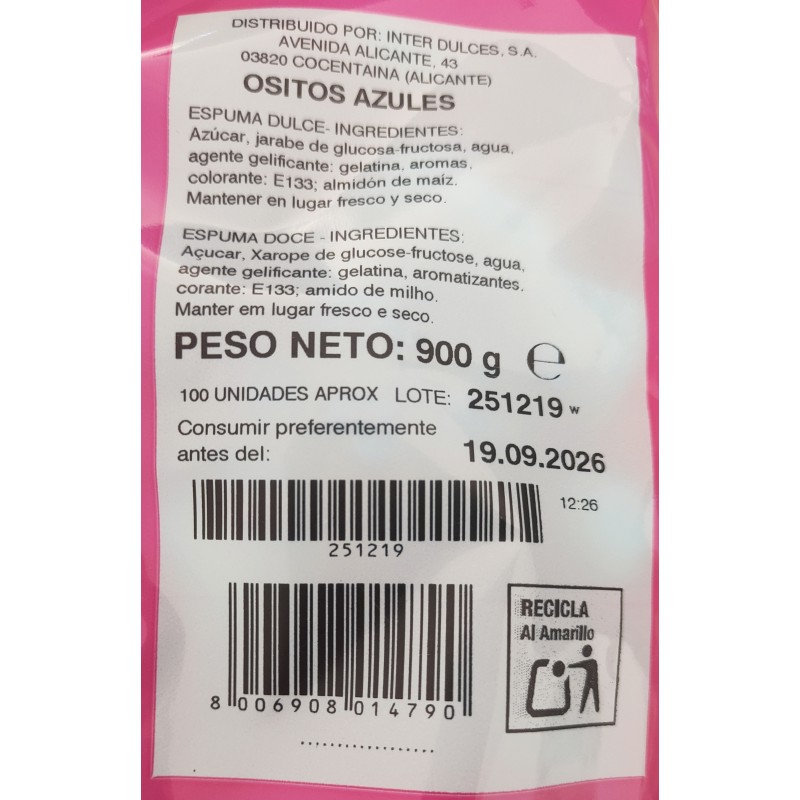 DISTRIBUIDO POR: INTER DULCES, S.A.
AVENIDA ALICANTE, 43
03820 COCENTAINA (ALICANTE)
OSITOS AZULES
ESPUMA DULCE- INGREDIENTES:
Azúcar, jarabe de glucosa-fructosa, agua,
agente gelificante: gelatina, aromas,
colorante: E133; almidón de maíz.
Mantener en lugar fresco y seco.
ESPUMA DOCE - INGREDIENTES:
Açucar, Xarope de glucose-fructose, agua,
agente gelificante: gelatina, aromatizantes.
corante: E133; amido de milho.
Manter em lugar fresco e seco.
PESO NETO: 900 g ℮
100 UNIDADES APROX LOTE: 251219 w
Consumir preferentemente
antes del: 19.09.2026
12:26
251219
RECICLA
Al Amarillo
8 006908 014790